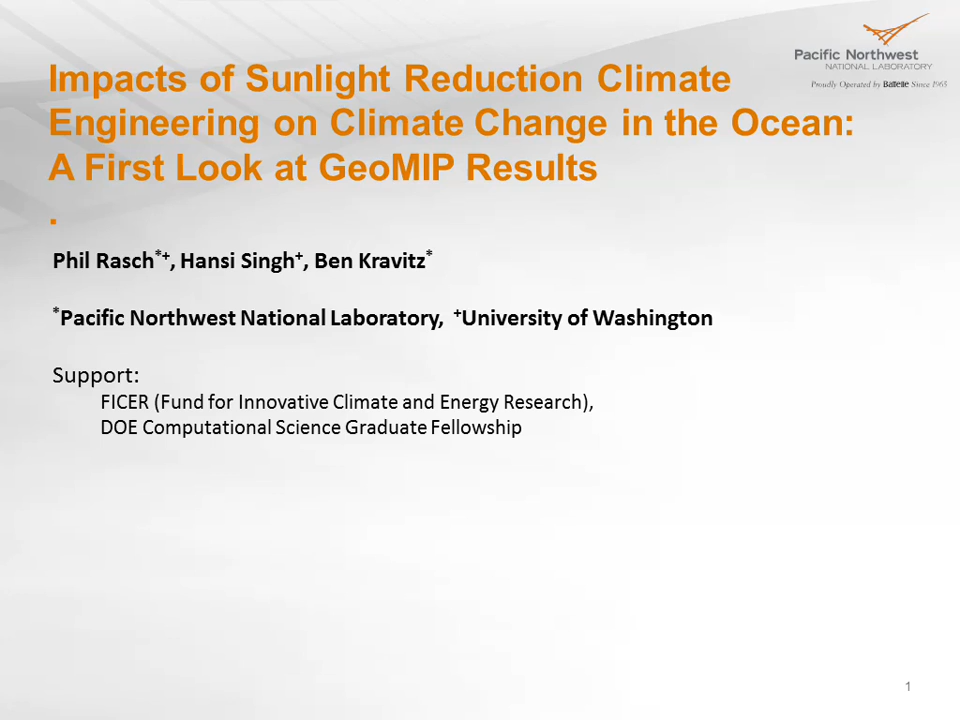 Pacific Northwest
NATIONAL LABORATORY
Proudly Operated by Battelle Since 1965
Impacts of Sunlight Reduction Climate
Engineering on Climate Change in the Ocean:
A First Look at GeoMIP Results
.
Phil Rasch*+, Hansi Singh+, Ben Kravitz*
*Pacific Northwest National Laboratory, +University of Washington
Support:
FICER (Fund for Innovative Climate and Energy Research),
DOE Computational Science Graduate Fellowship
1